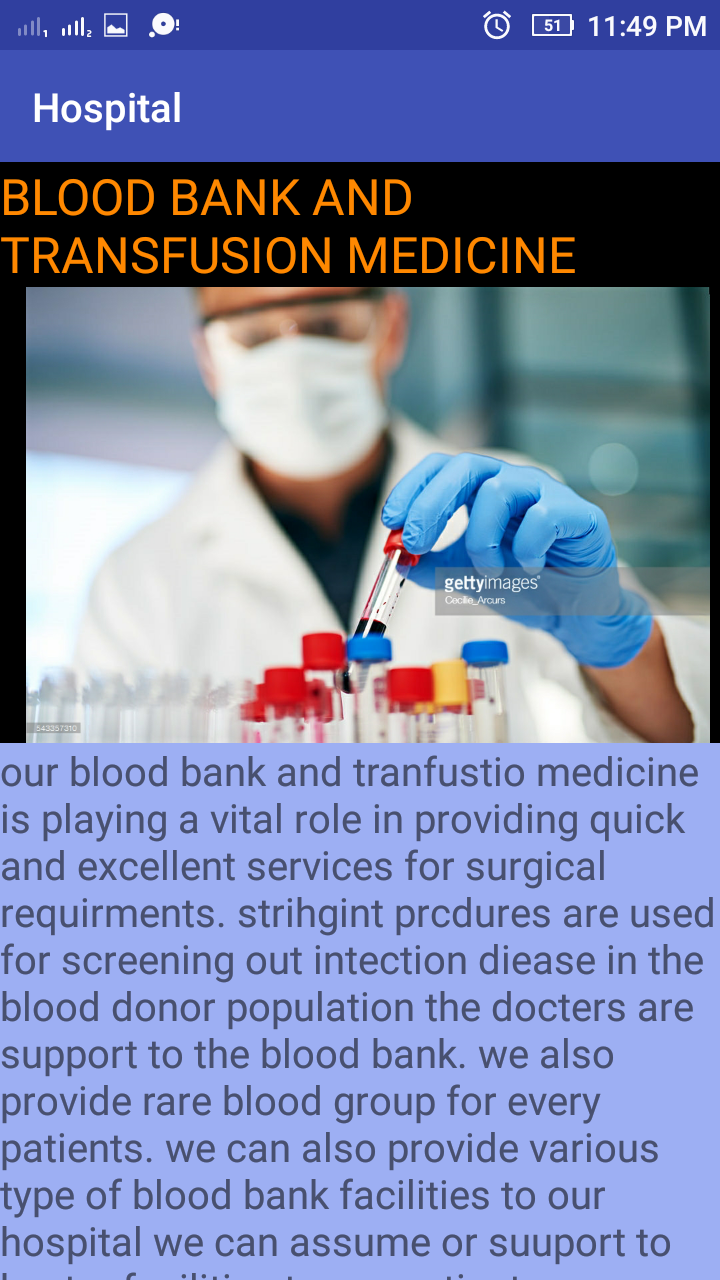 1 2 51 11:49 PM
Hospital
BLOOD BANK AND
TRANSFUSION MEDICINE
gettyimages®
Cecilie_Arcurs
543357310
our blood bank and tranfustio medicine
is playing a vital role in providing quick
and excellent services for surgical
requirments. strihgint prcdures are used
for screening out intection diease in the
blood donor population the docters are
support to the blood bank. we also
provide rare blood group for every
patients. we can also provide various
type of blood bank facilities to our
hospital we can assume or suuport to